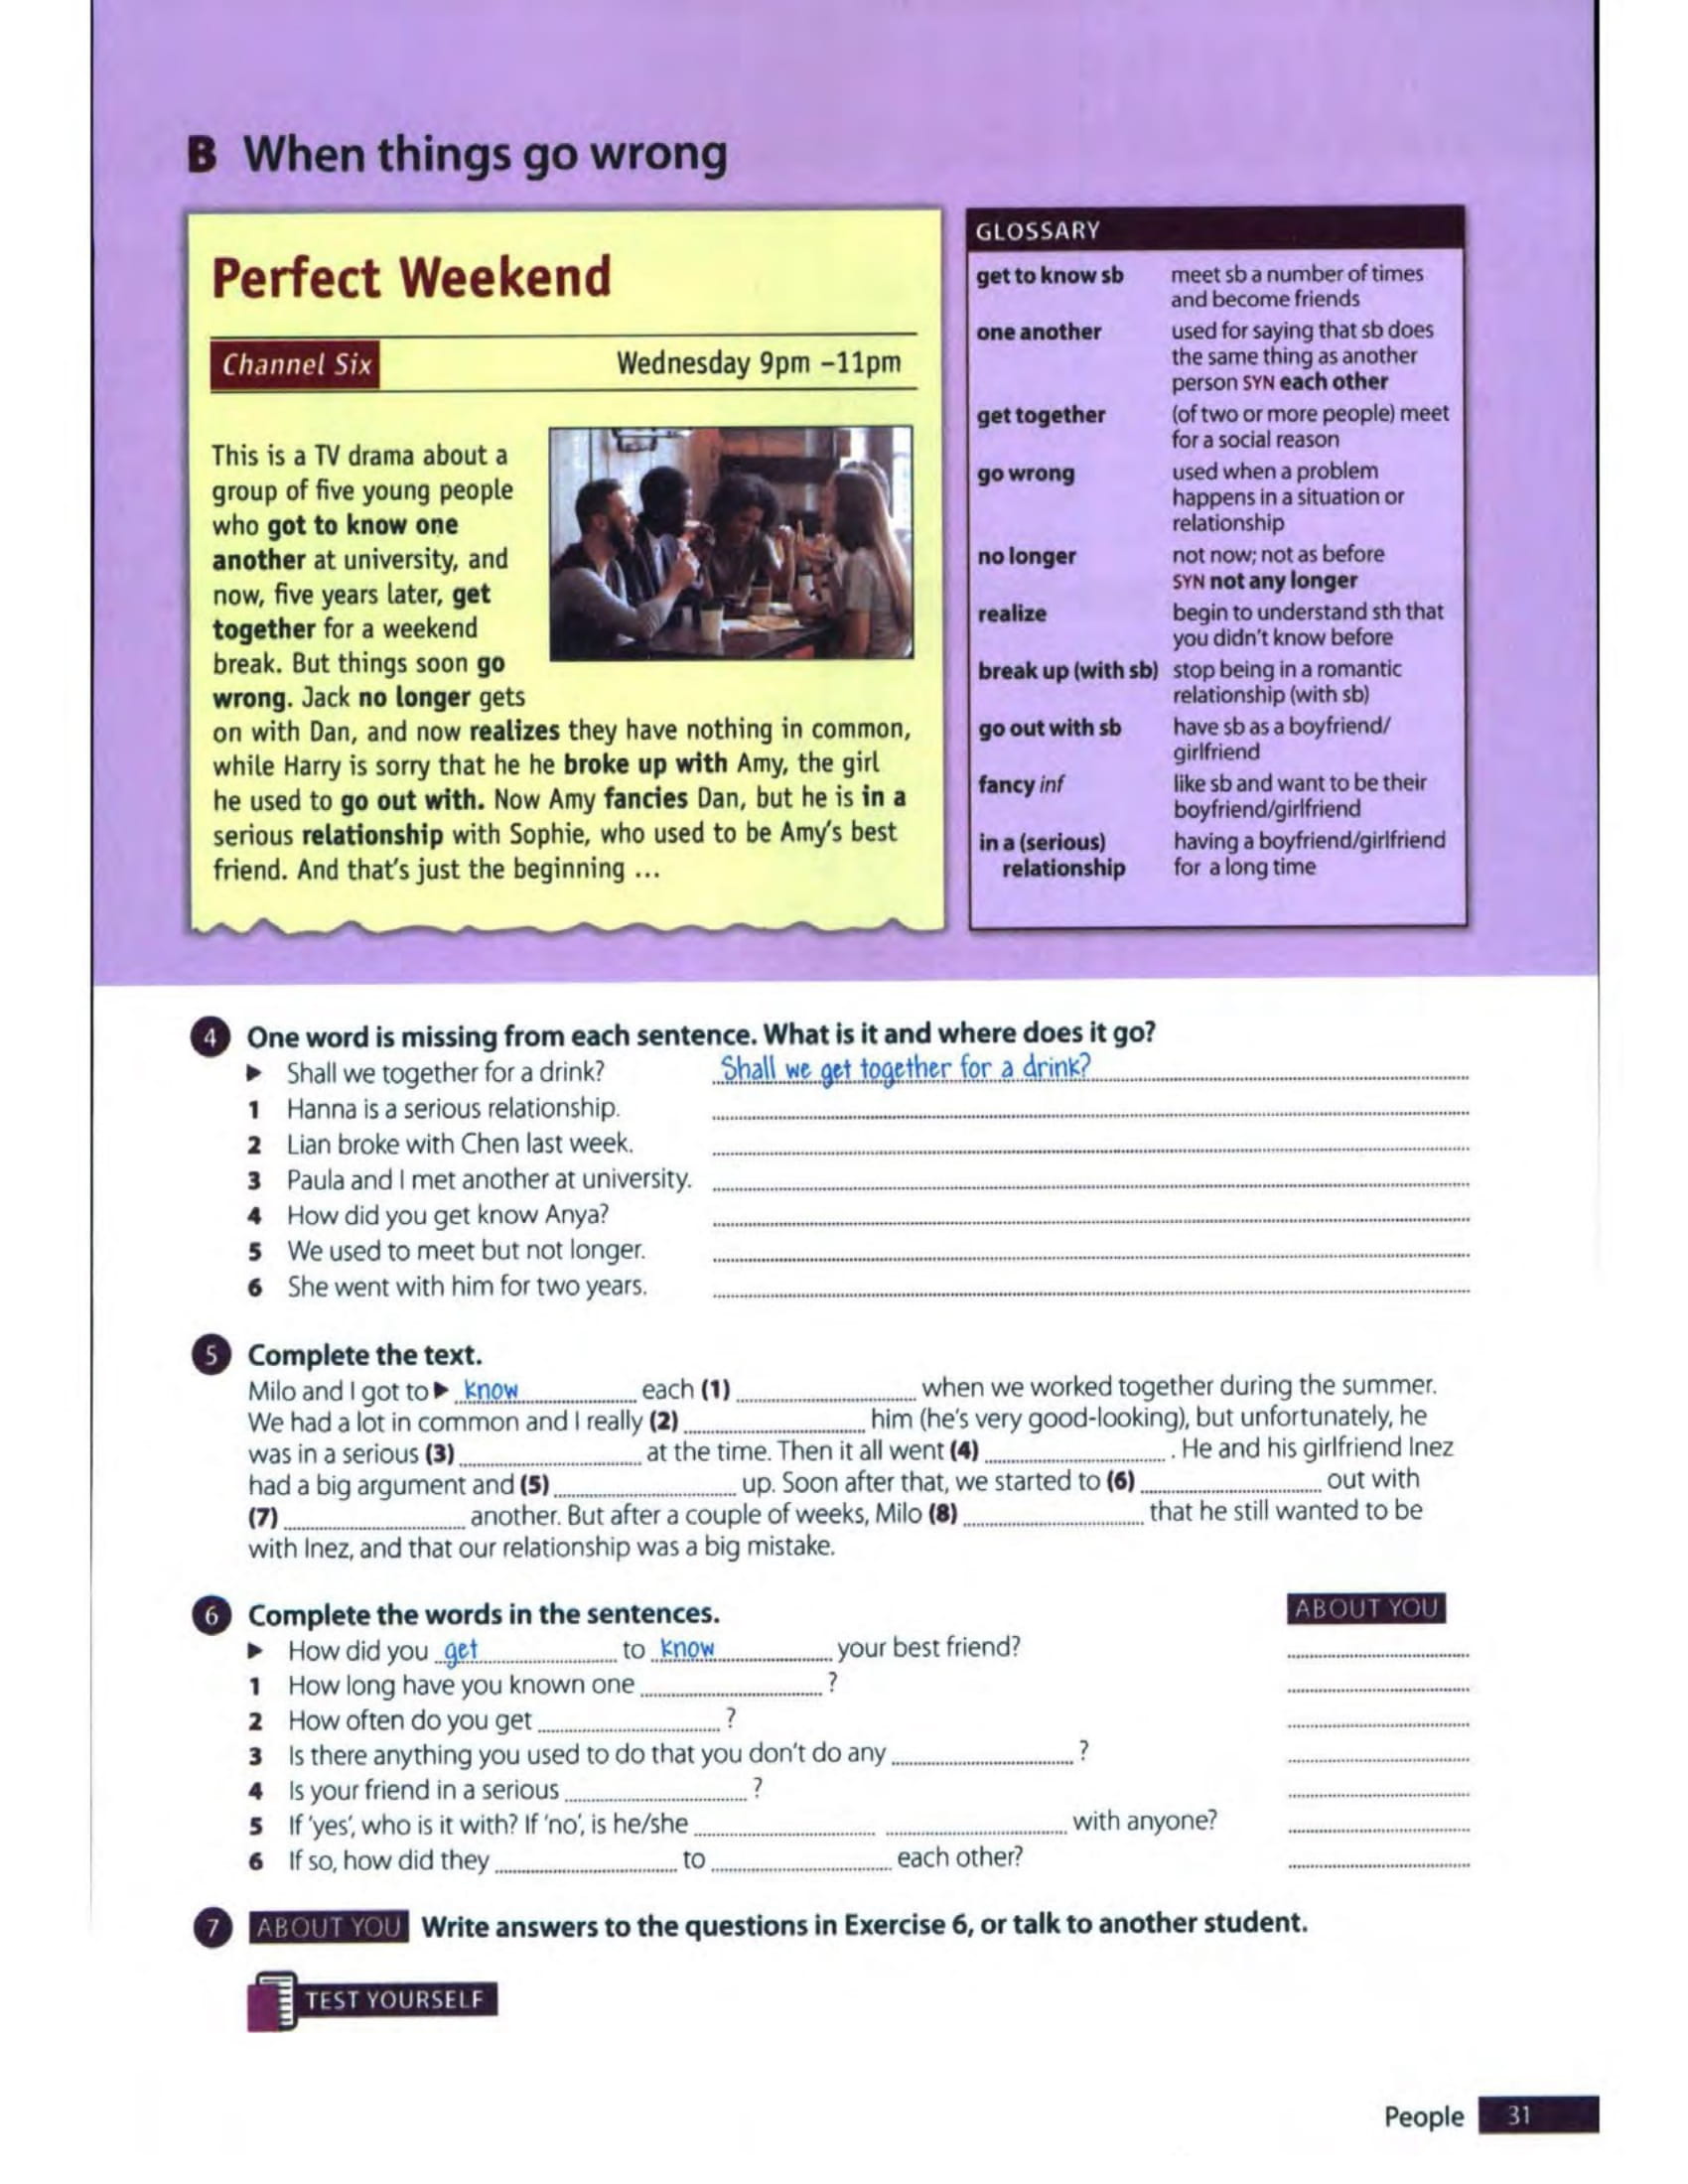 B When things go wrong
Perfect Weekend
Channel Six Wednesday 9pm –11pm
This is a TV drama about a
group of five young people
who got to know one
another at university, and
now, five years later, get
together for a weekend
break. But things soon go
wrong. Jack no longer gets
on with Dan, and now realizes they have nothing in common,
while Harry is sorry that he he broke up with Amy, the girl
he used to go out with. Now Amy fancies Dan, but he is in a
serious relationship with Sophie, who used to be Amy's best
friend. And that's just the beginning ...
GLOSSARY
get to know sb meet sb a number of times
and become friends
one another used for saying that sb does
the same thing as another
person SYN each other
get together (of two or more people) meet
for a social reason
go wrong used when a problem
happens in a situation or
relationship
no longer not now; not as before
SYN not any longer
realize begin to understand sth that
you didn't know before
break up (with sb) stop being in a romantic
relationship (with sb)
go out with sb have sb as a boyfriend/
girlfriend
fancy inf like sb and want to be their
boyfriend/girlfriend
in a (serious) having a boyfriend/girlfriend
relationship for a long time
4 One word is missing from each sentence. What is it and where does it go?
▶ Shall we together for a drink? Shall we get together for a drink?
1 Hanna is a serious relationship.
2 Lian broke with Chen last week.
3 Paula and I met another at university.
4 How did you get know Anya?
5 We used to meet but not longer.
6 She went with him for two years.
5 Complete the text.
Milo and I got to ▶ know each (1) when we worked together during the summer.
We had a lot in common and I really (2) him (he's very good-looking), but unfortunately, he
was in a serious (3) at the time. Then it all went (4) . He and his girlfriend Inez
had a big argument and (5) up. Soon after that, we started to (6) out with
(7) another. But after a couple of weeks, Milo (8) that he still wanted to be
with Inez, and that our relationship was a big mistake.
6 Complete the words in the sentences. ABOUT YOU
▶ How did you get to know your best friend?
1 How long have you known one ?
2 How often do you get ?
3 Is there anything you used to do that you don't do any ?
4 Is your friend in a serious ?
5 If 'yes', who is it with? If 'no', is he/she with anyone?
6 If so, how did they to each other?
7 ABOUT YOU Write answers to the questions in Exercise 6, or talk to another student.
TEST YOURSELF
People 31